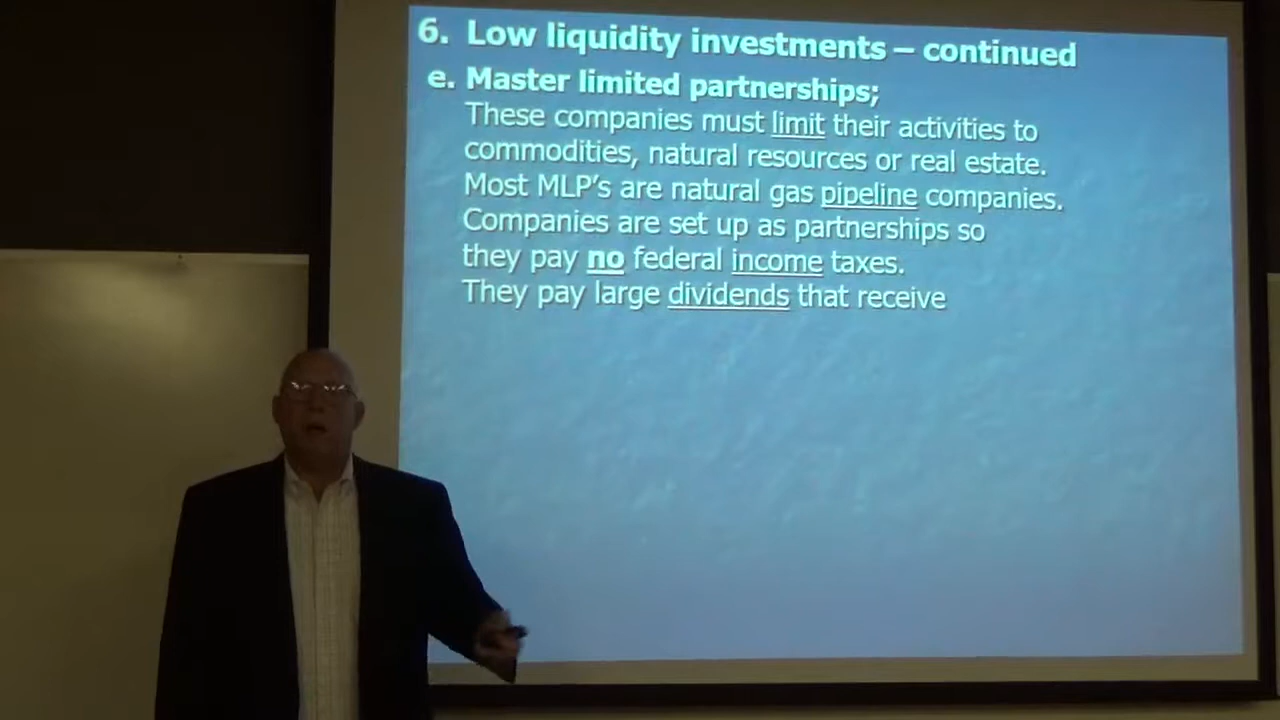 6. Low liquidity investments – continued
e. Master limited partnerships;
These companies must limit their activities to
commodities, natural resources or real estate.
Most MLP's are natural gas pipeline companies.
Companies are set up as partnerships so
they pay no federal income taxes.
They pay large dividends that receive